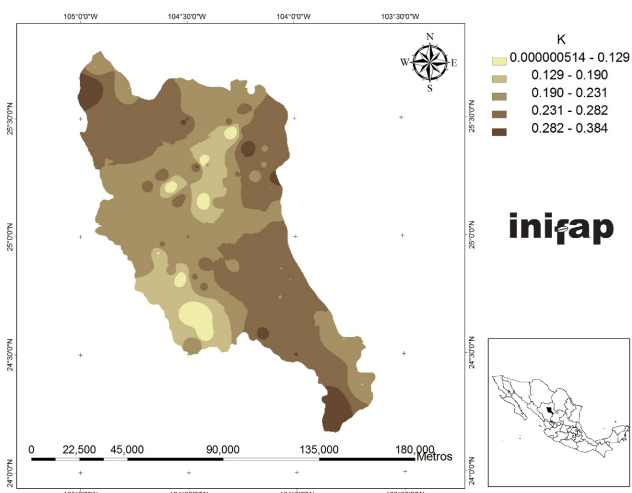 105°0'0"W 104°30'0"W 104°0'0"W 103°30'0"W
N
W E
S
25°30'0"N 25°30'0"N
25°0'0"N 25°0'0"N
24°30'0"N 24°30'0"N
24°0'0"N 24°0'0"N
0 22,500 45,000 90,000 135,000 180,000
Metros
K
0.000000514 - 0.129
0.129 - 0.190
0.190 - 0.231
0.231 - 0.282
0.282 - 0.384
inifap